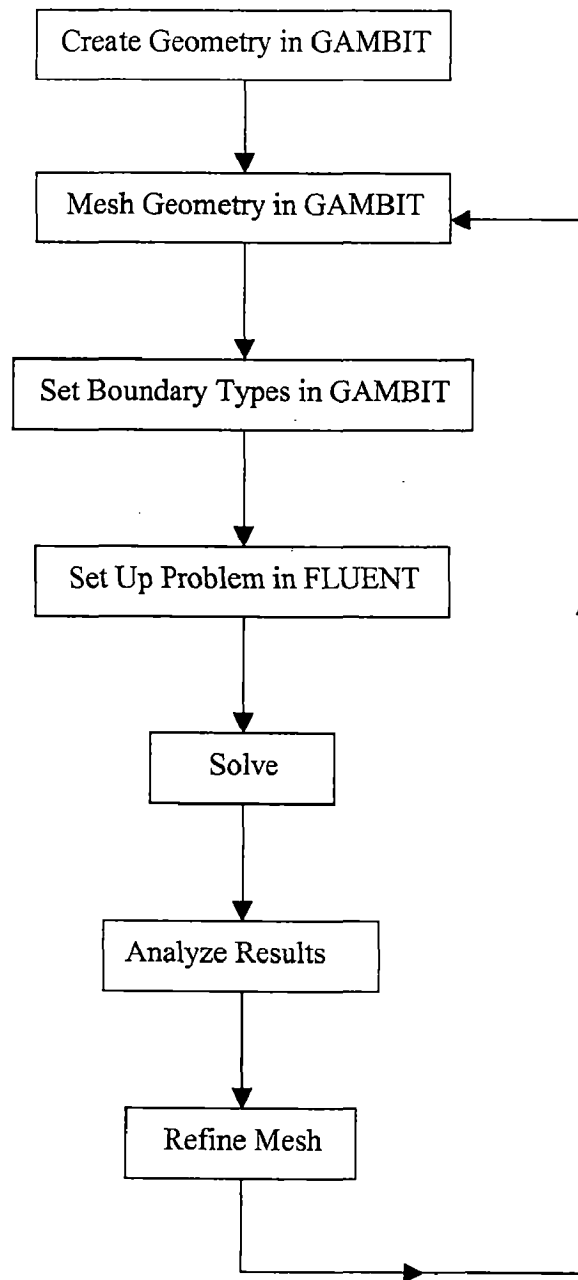 Create Geometry in GAMBIT
Mesh Geometry in GAMBIT
Set Boundary Types in GAMBIT
Set Up Problem in FLUENT
Solve
Analyze Results
Refine Mesh